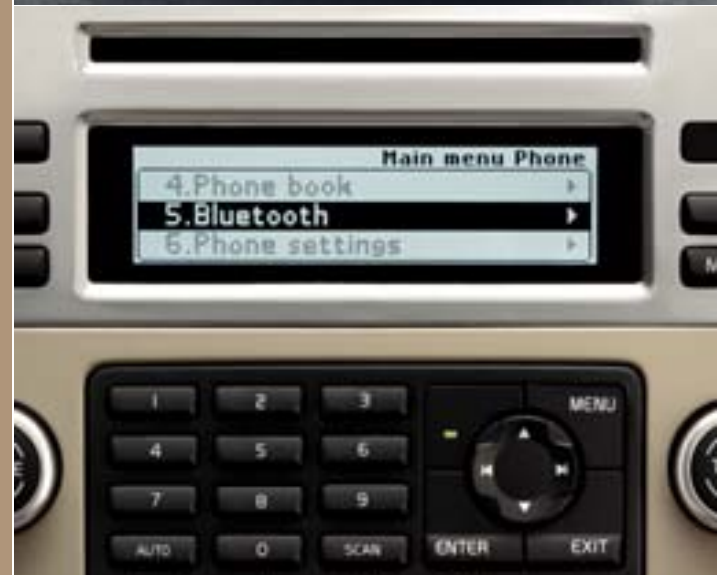 Main menu Phone
4.Phone book
5.Bluetooth
6.Phone settings
M
1 2 3
MENU
4 5 6
7 8 9
AUTO 0 SCAN
ENTER EXIT